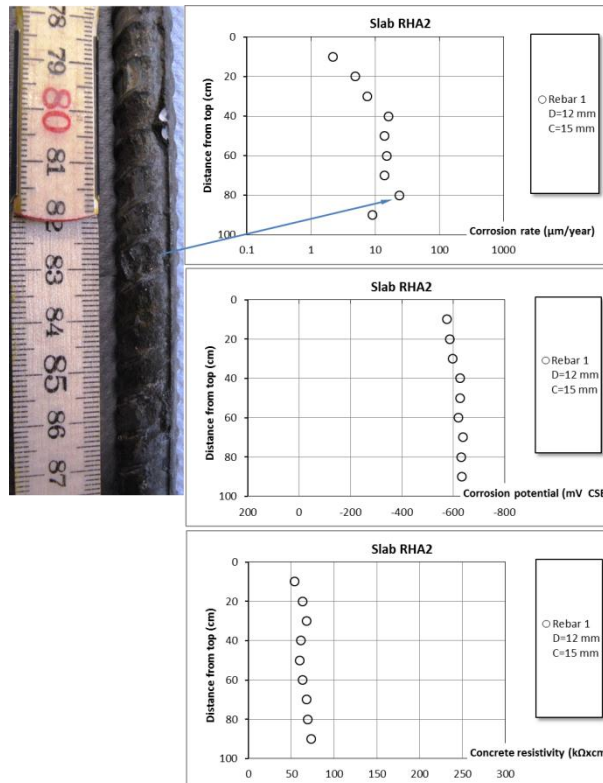 78
79
80
81
82
83
84
85
86
87
Slab RHA2
Distance from top (cm)
0
20
40
60
80
100
0.1
1
10
100
1000
Corrosion rate (µm/year)
Rebar 1
D=12 mm
C=15 mm
Slab RHA2
Distance from top (cm)
0
20
40
60
80
100
200
0
-200
-400
-600
-800
Corrosion potential (mV CSE
Rebar 1
D=12 mm
C=15 mm
Slab RHA2
Distance from top (cm)
0
20
40
60
80
100
0
50
100
150
200
250
300
Concrete resistivity (kΩxcm
Rebar 1
D=12 mm
C=15 mm